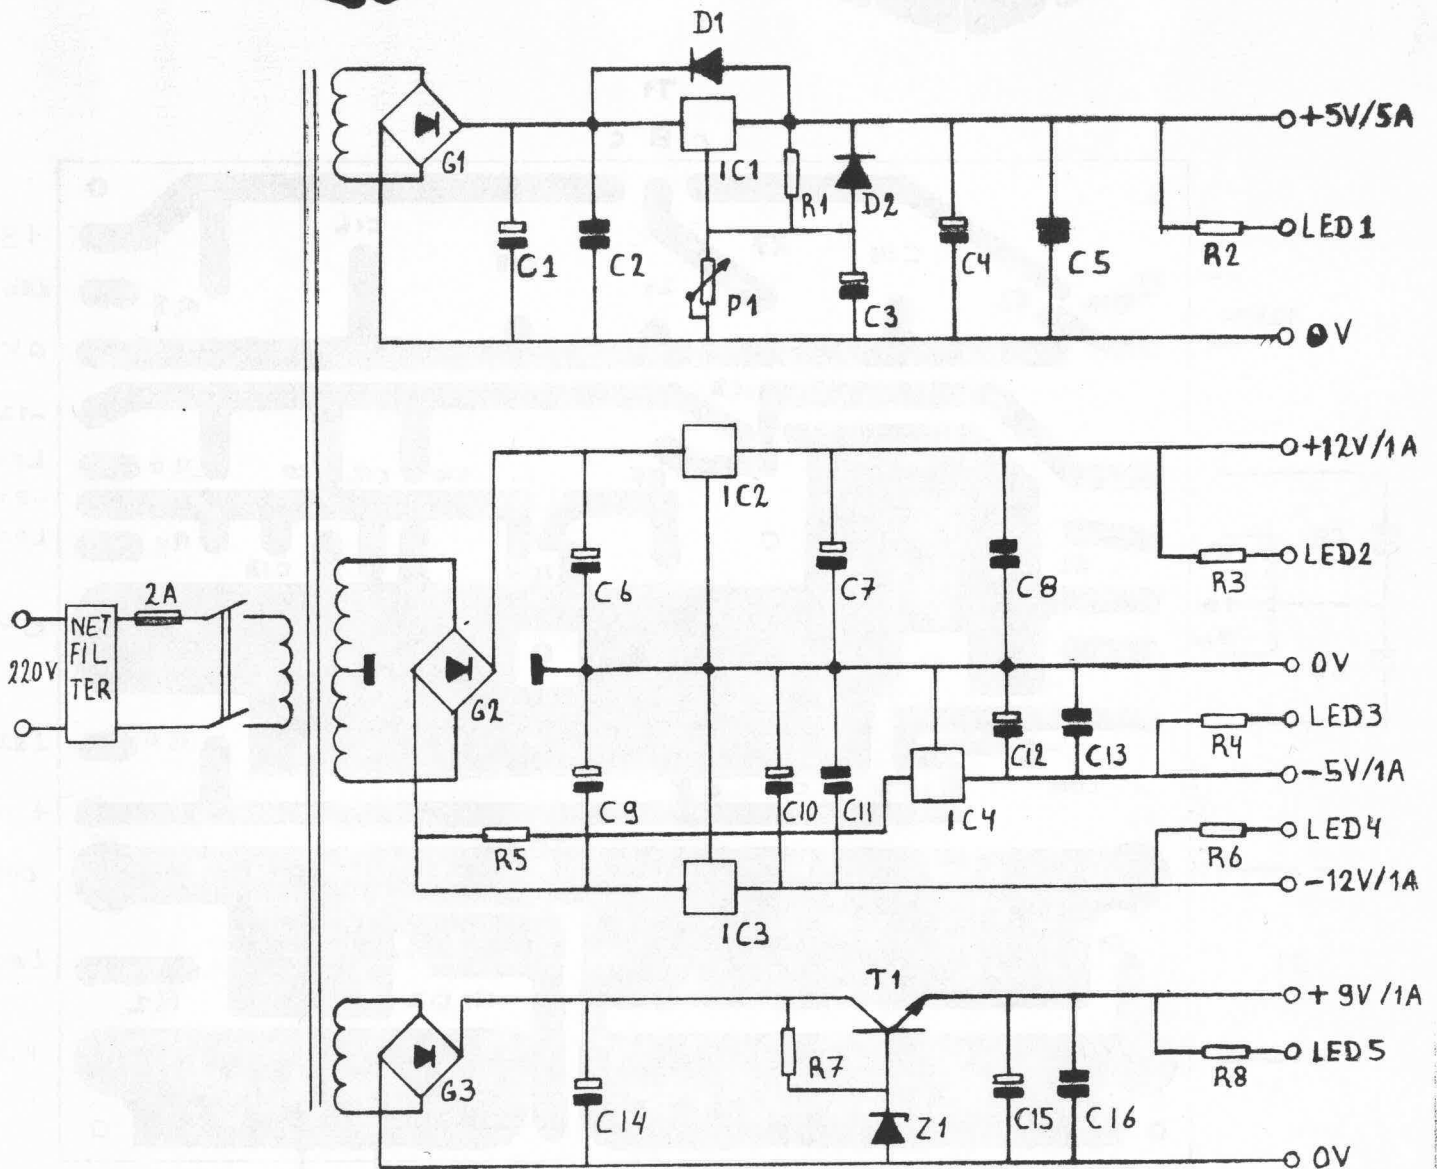 D1
+5V/5A
G1
IC1
R1
D2
C1
C2
P1
C3
C4
C5
R2
LED1
0V
+12V/1A
IC2
C6
C7
C8
R3
LED2
2A
220V
NET
FIL
TER
G2
0V
LED3
R4
C12
C13
-5V/1A
C9
C10
C11
IC4
R5
LED4
R6
-12V/1A
IC3
T1
+9V/1A
G3
R7
LED5
R8
C14
Z1
C15
C16
0V